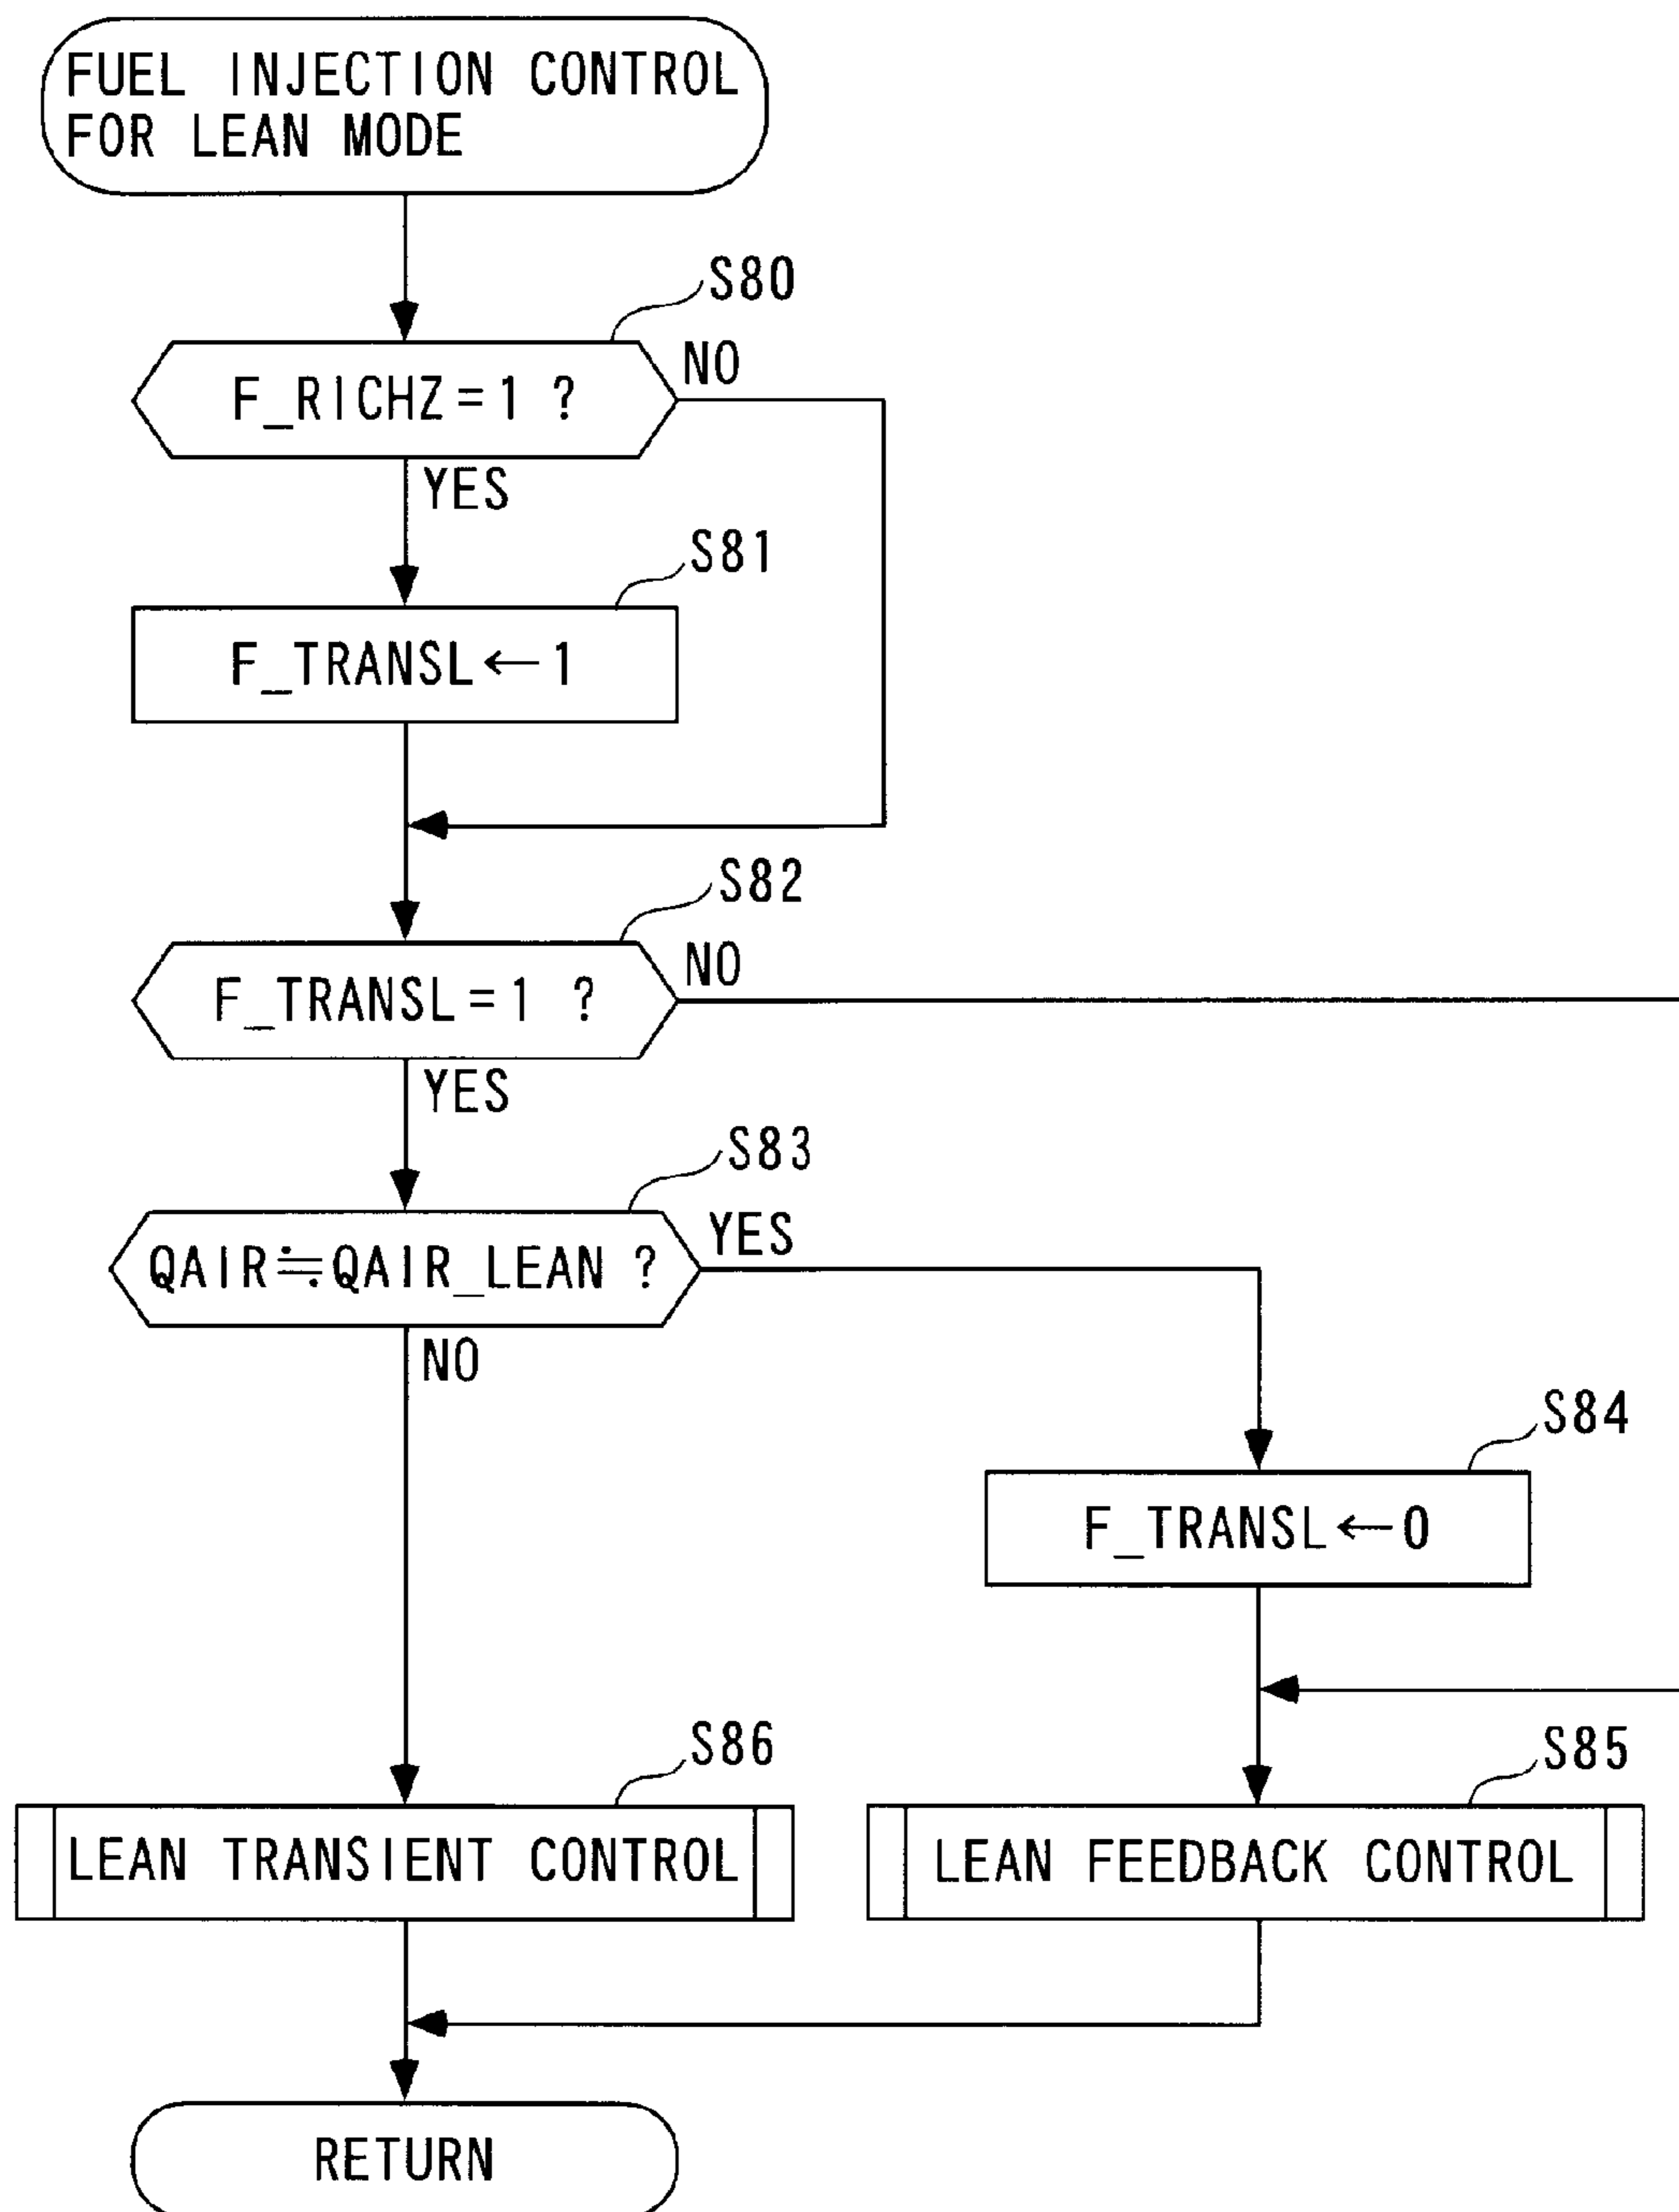 FUEL INJECTION CONTROL
FOR LEAN MODE
S80
F_RICHZ=1 ?
NO
YES
S81
F_TRANSL←1
S82
F_TRANSL=1 ?
NO
YES
S83
QAIR≒QAIR_LEAN ?
YES
NO
S84
F_TRANSL←0
S86
LEAN TRANSIENT CONTROL
S85
LEAN FEEDBACK CONTROL
RETURN